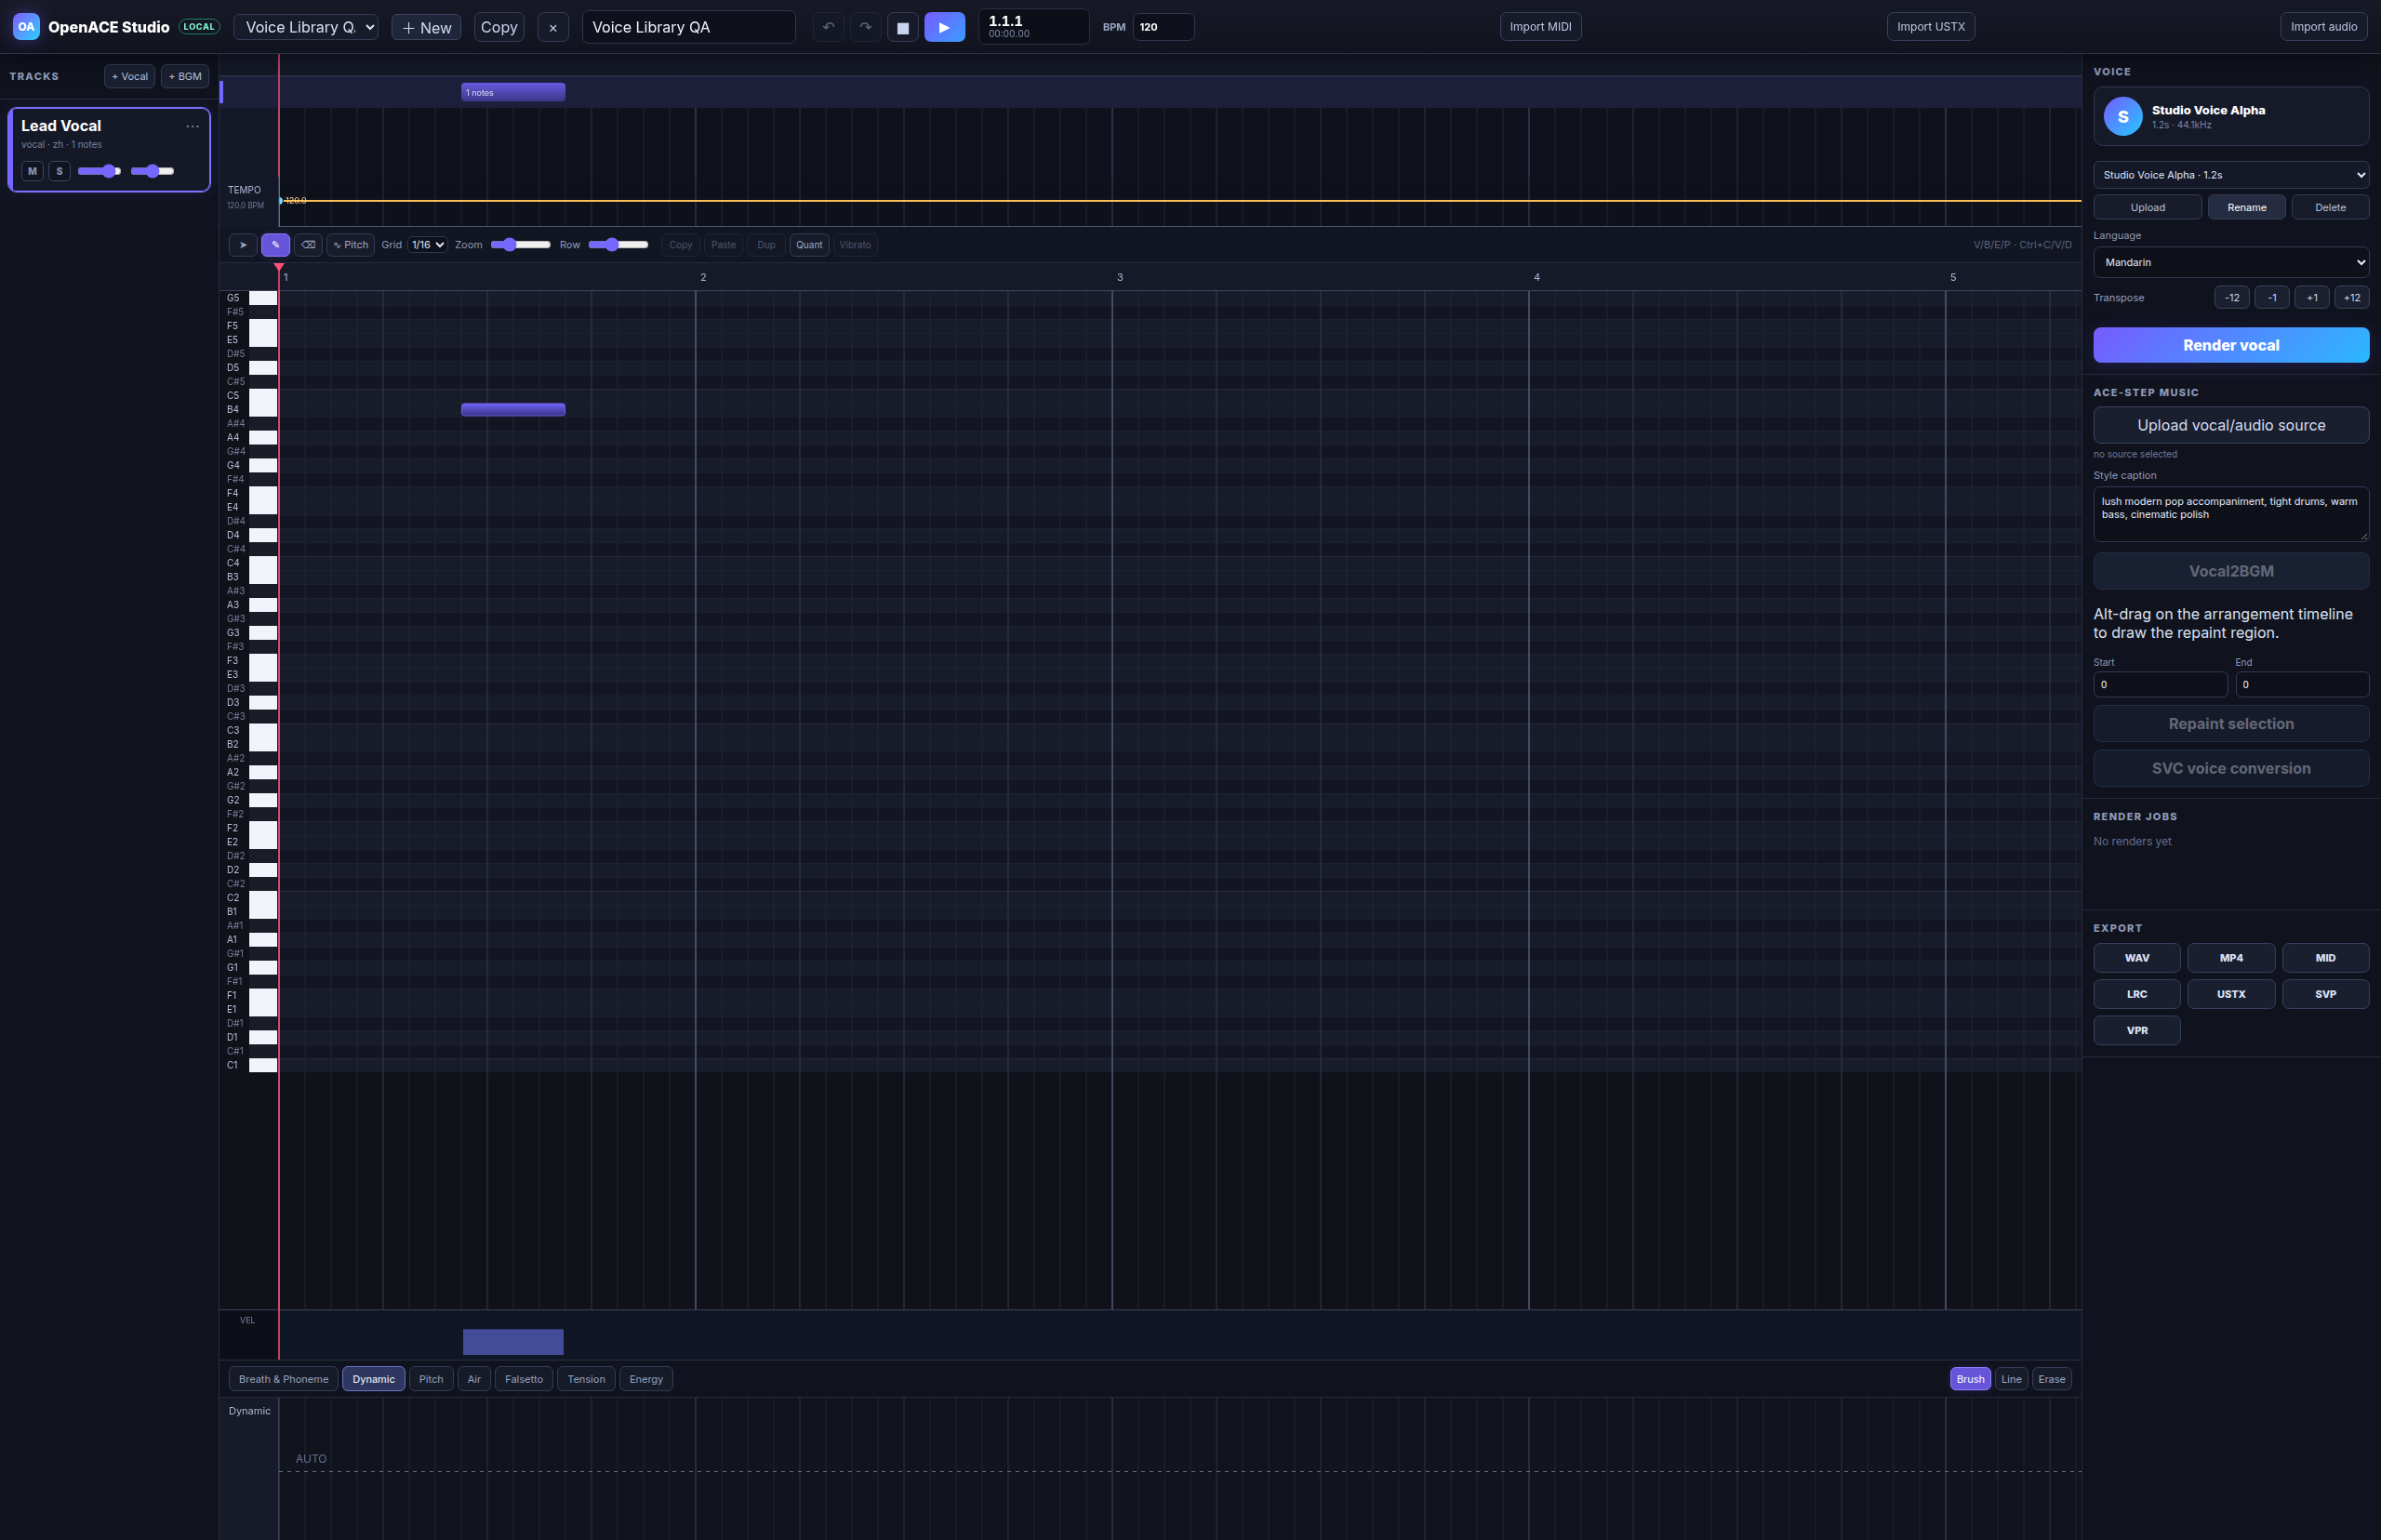 OA OpenACE Studio LOCAL Voice Library Q. + New Copy × Voice Library QA 1.1.1 BPM 120 Import MIDI Import USTX Import audio
00:00.00
TRACKS + Vocal + BGM
Lead Vocal ...
vocal · zh · 1 notes
M S
1 notes
TEMPO
120.0 BPM
120.0
Pitch Grid 1/16 Zoom Row Copy Paste Dup Quant Vibrato V/B/E/P · Ctrl+C/V/D
1 2 3 4 5
G5
F#5
F5
E5
D#5
D5
C#5
C5
B4
A#4
A4
G#4
G4
F#4
F4
E4
D#4
D4
C#4
C4
B3
A#3
A3
G#3
G3
F#3
F3
E3
D#3
D3
C#3
C3
B2
A#2
A2
G#2
G2
F#2
F2
E2
D#2
D2
C#2
C2
B1
A#1
A1
G#1
G1
F#1
F1
E1
D#1
D1
C#1
C1
VEL
Breath & Phoneme Dynamic Pitch Air Falsetto Tension Energy Brush Line Erase
Dynamic
AUTO
VOICE
S Studio Voice Alpha
1.2s · 44.1kHz
Studio Voice Alpha · 1.2s
Upload Rename Delete
Language
Mandarin
Transpose -12 -1 +1 +12
Render vocal
ACE-STEP MUSIC
Upload vocal/audio source
no source selected
Style caption
lush modern pop accompaniment, tight drums, warm
bass, cinematic polish
Vocal2BGM
Alt-drag on the arrangement timeline
to draw the repaint region.
Start End
0 0
Repaint selection
SVC voice conversion
RENDER JOBS
No renders yet
EXPORT
WAV MP4 MID
LRC USTX SVP
VPR